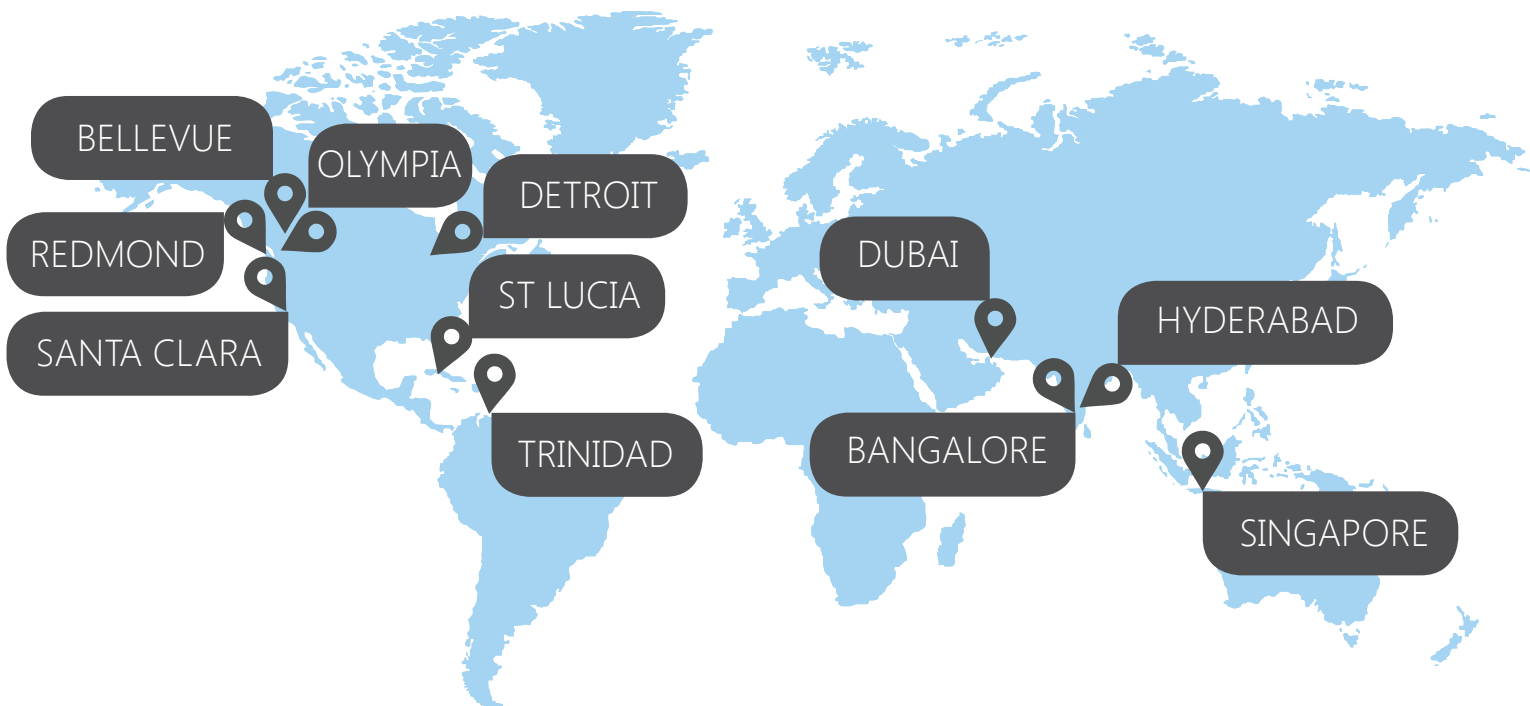 BELLEVUE
OLYMPIA
DETROIT
REDMOND
DUBAI
ST LUCIA
HYDERABAD
SANTA CLARA
TRINIDAD
BANGALORE
SINGAPORE